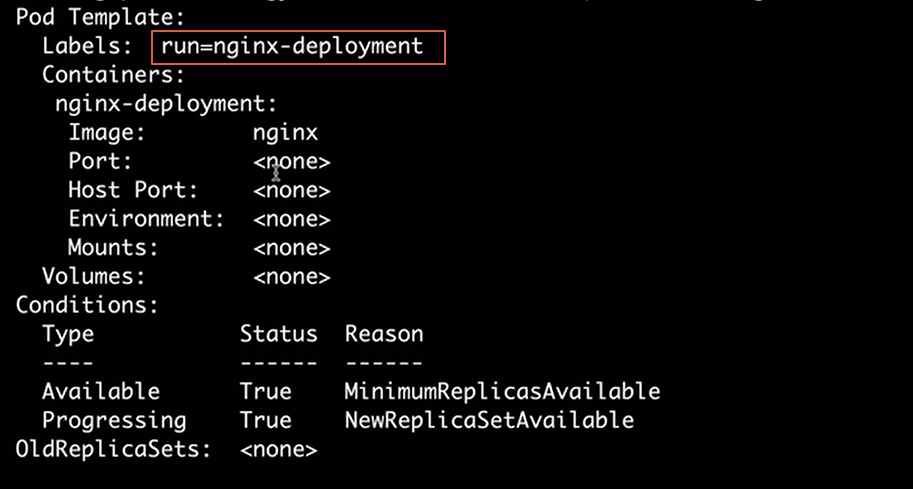 Pod Template:
Labels: run=nginx-deployment
Containers:
nginx-deployment:
Image: nginx
Port: <none>
Host Port: <none>
Environment: <none>
Mounts: <none>
Volumes: <none>
Conditions:
Type Status Reason
---- ------ ------
Available True MinimumReplicasAvailable
Progressing True NewReplicaSetAvailable
OldReplicaSets: <none>